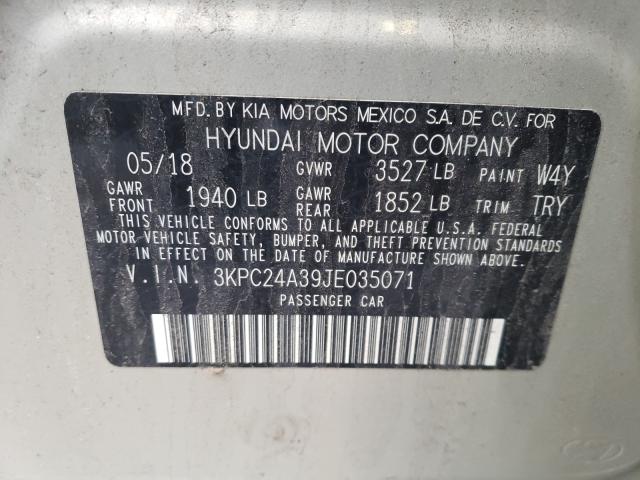 MFD. BY KIA MOTORS MEXICO S.A. DE C.V. FOR
HYUNDAI MOTOR COMPANY
05/18 GVWR 3527 LB PAINT W4Y
GAWR FRONT 1940 LB GAWR REAR 1852 LB TRIM TRY
THIS VEHICLE CONFORMS TO ALL APPLICABLE U.S.A. FEDERAL
MOTOR VEHICLE SAFETY, BUMPER, AND THEFT PREVENTION STANDARDS
IN EFFECT ON THE DATE OF MANUFACTURE SHOWN ABOVE.
V.I.N. 3KPC24A39JE035071
PASSENGER CAR